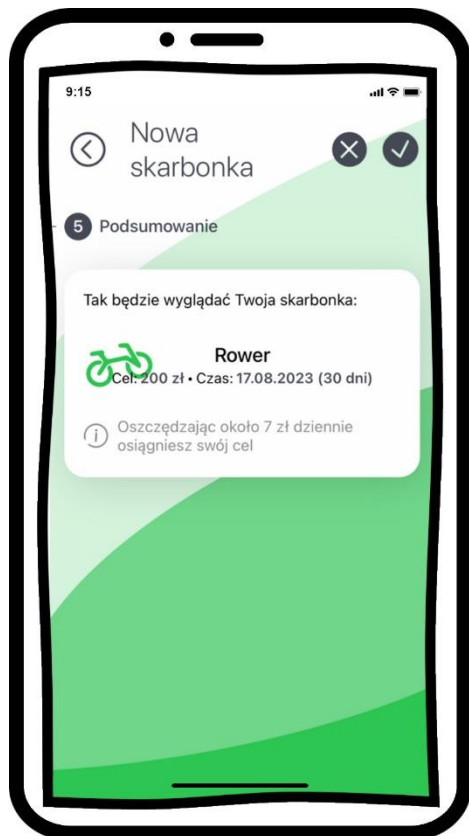 9:15
Nowa
skarbonka
5 Podsumowanie
Tak będzie wyglądać Twoja skarbonka:
Rower
Cel: 200 zł • Czas: 17.08.2023 (30 dni)
Oszczędzając około 7 zł dziennie
osiągniesz swój cel